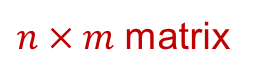 n × m matrix